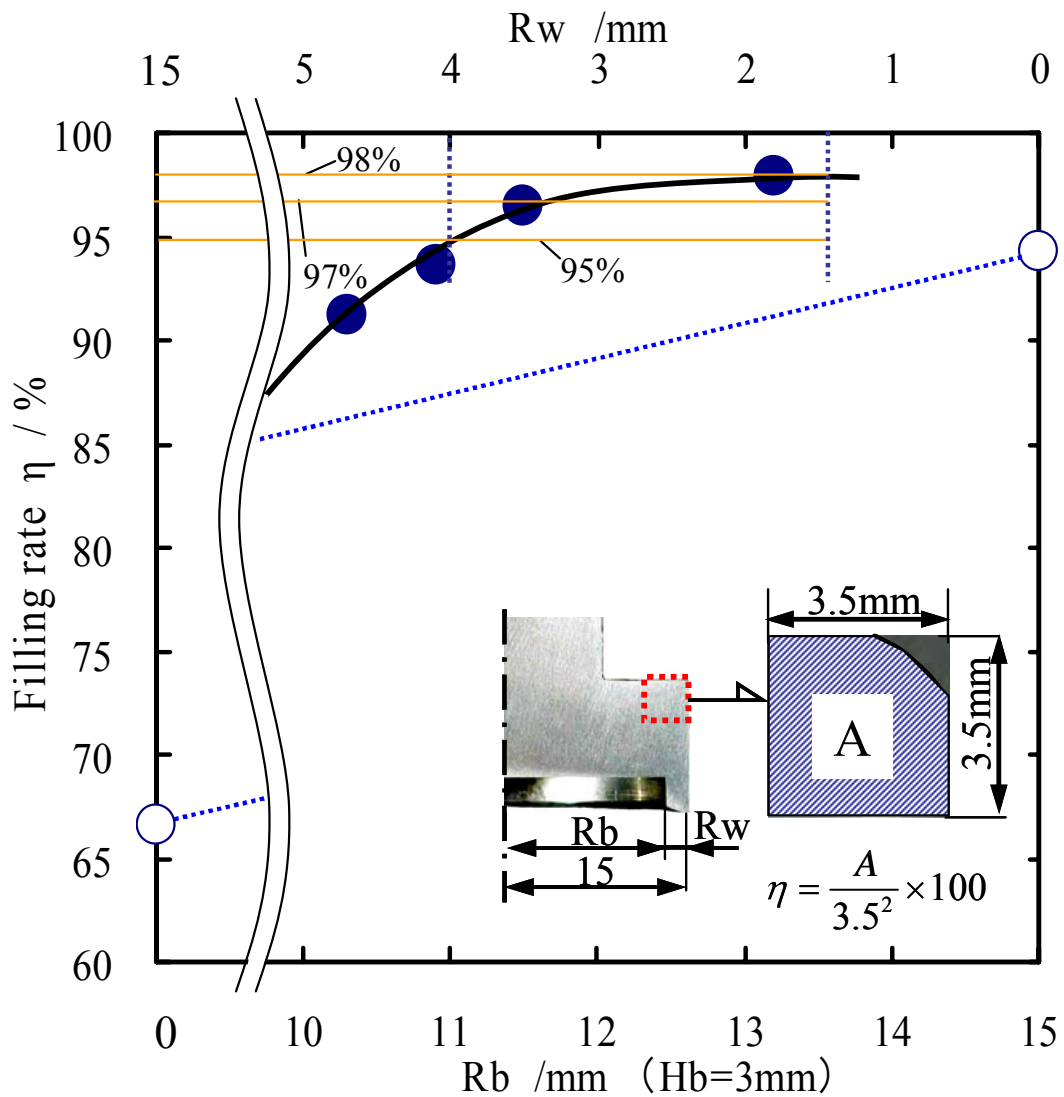 Rw /mm
15 5 4 3 2 1 0
100
98%
95
97%
95%
90
85
80
75
70
65
60
Filling rate η / %
3.5mm
3.5mm
A
Rb
Rw
15
η = A/3.5² ×100
0 10 11 12 13 14 15
Rb /mm （Hb=3mm）